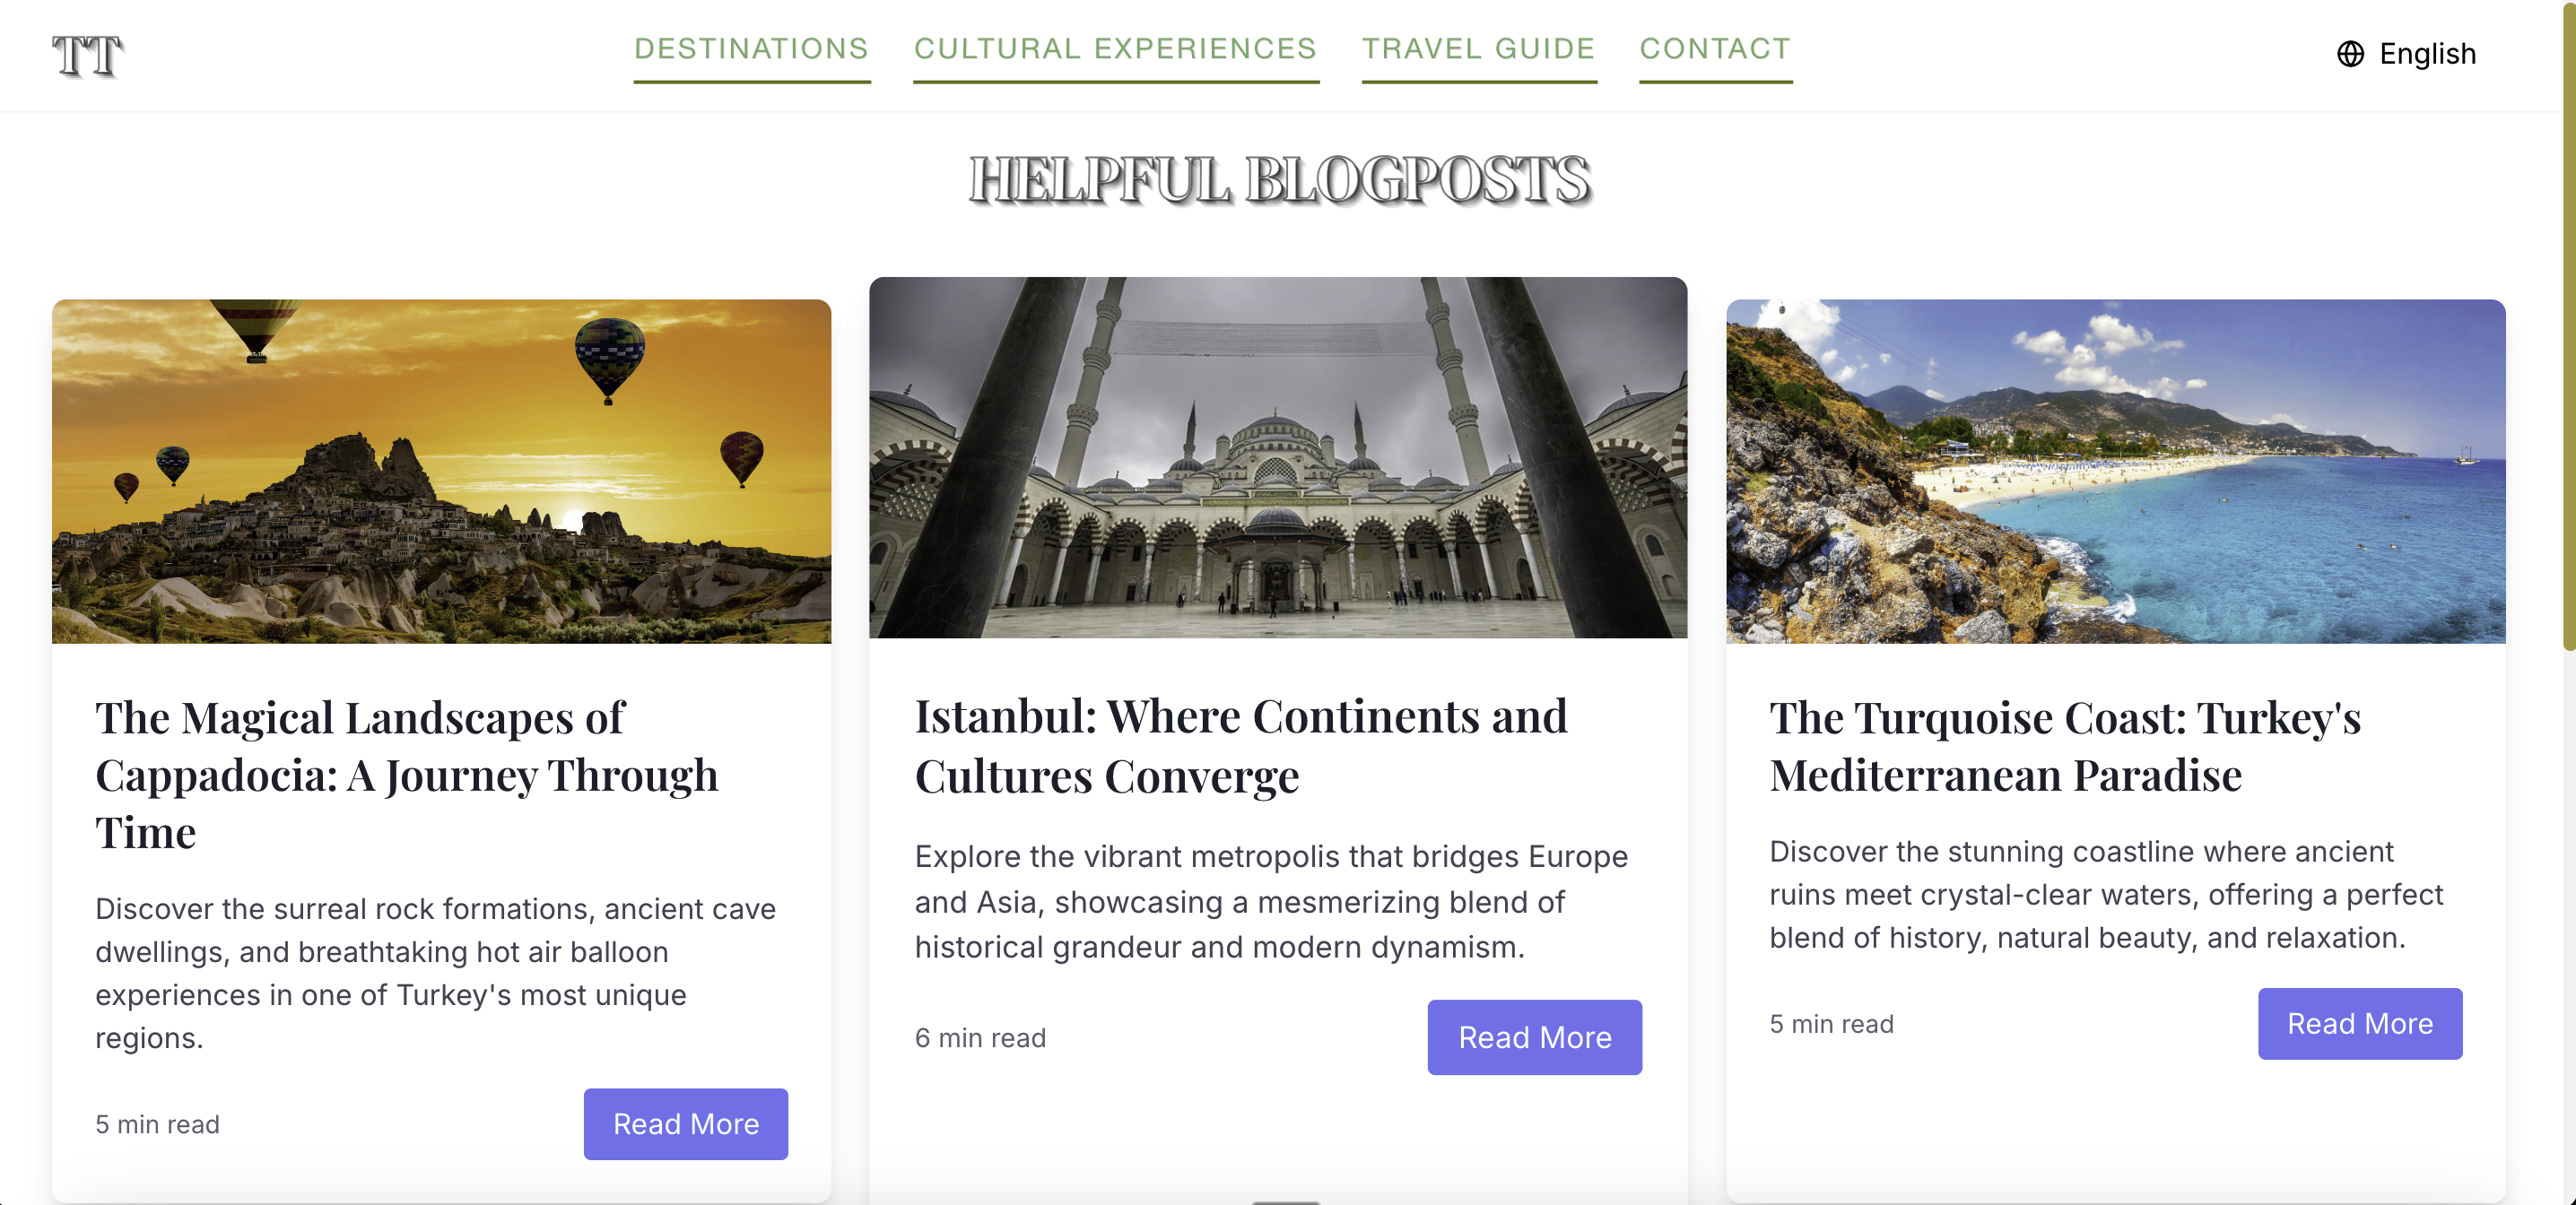 TT
DESTINATIONS
CULTURAL EXPERIENCES
TRAVEL GUIDE
CONTACT
English
HELPFUL BLOGPOSTS
The Magical Landscapes of
Cappadocia: A Journey Through
Time
Discover the surreal rock formations, ancient cave
dwellings, and breathtaking hot air balloon
experiences in one of Turkey's most unique
regions.
5 min read
Read More
Istanbul: Where Continents and
Cultures Converge
Explore the vibrant metropolis that bridges Europe
and Asia, showcasing a mesmerizing blend of
historical grandeur and modern dynamism.
6 min read
Read More
The Turquoise Coast: Turkey's
Mediterranean Paradise
Discover the stunning coastline where ancient
ruins meet crystal-clear waters, offering a perfect
blend of history, natural beauty, and relaxation.
5 min read
Read More